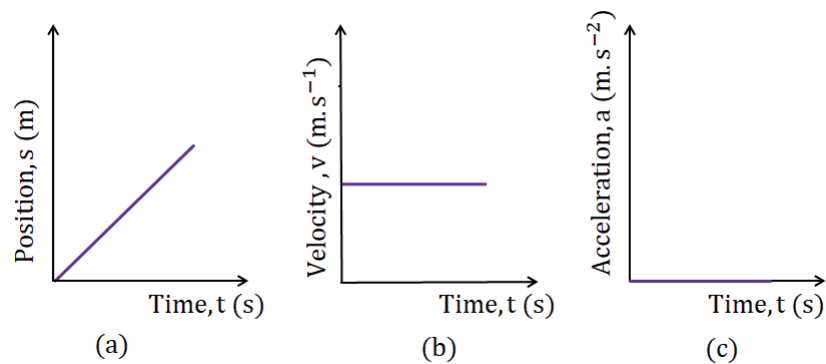 Position, s (m)
Time, t (s)
(a)
Velocity , v (m. s⁻¹)
Time, t (s)
(b)
Acceleration, a (m. s⁻²)
Time, t (s)
(c)